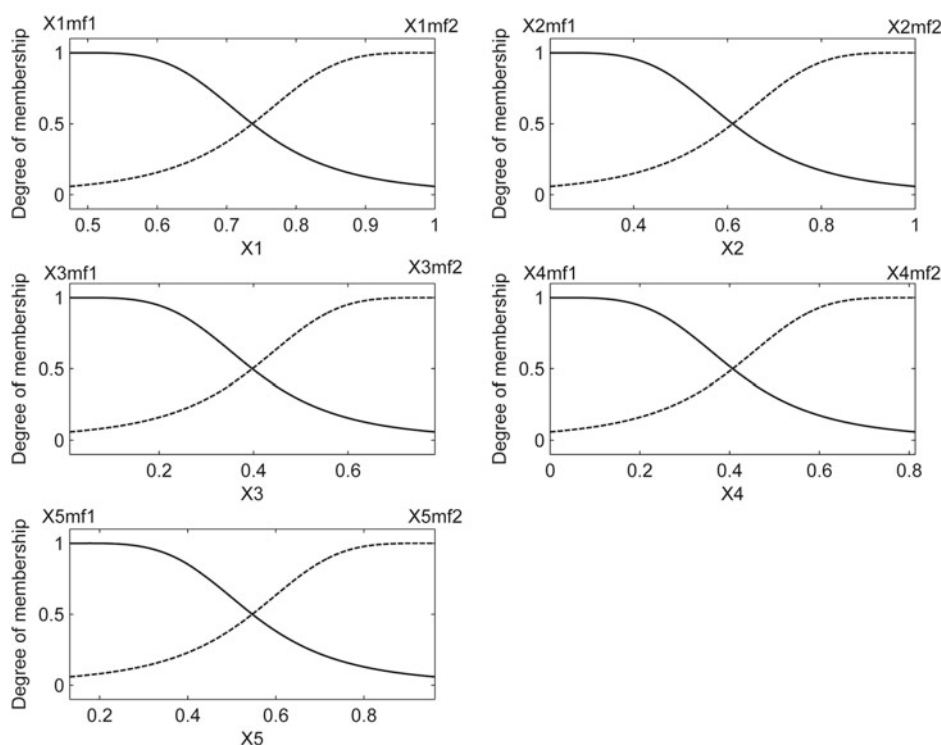 X1mf1 X1mf2
Degree of membership
1
0.5
0
0.5 0.6 0.7 0.8 0.9 1
X1
X2mf1 X2mf2
Degree of membership
1
0.5
0
0.4 0.6 0.8 1
X2
X3mf1 X3mf2
Degree of membership
1
0.5
0
0.2 0.4 0.6
X3
X4mf1 X4mf2
Degree of membership
1
0.5
0
0 0.2 0.4 0.6 0.8
X4
X5mf1 X5mf2
Degree of membership
1
0.5
0
0.2 0.4 0.6 0.8
X5